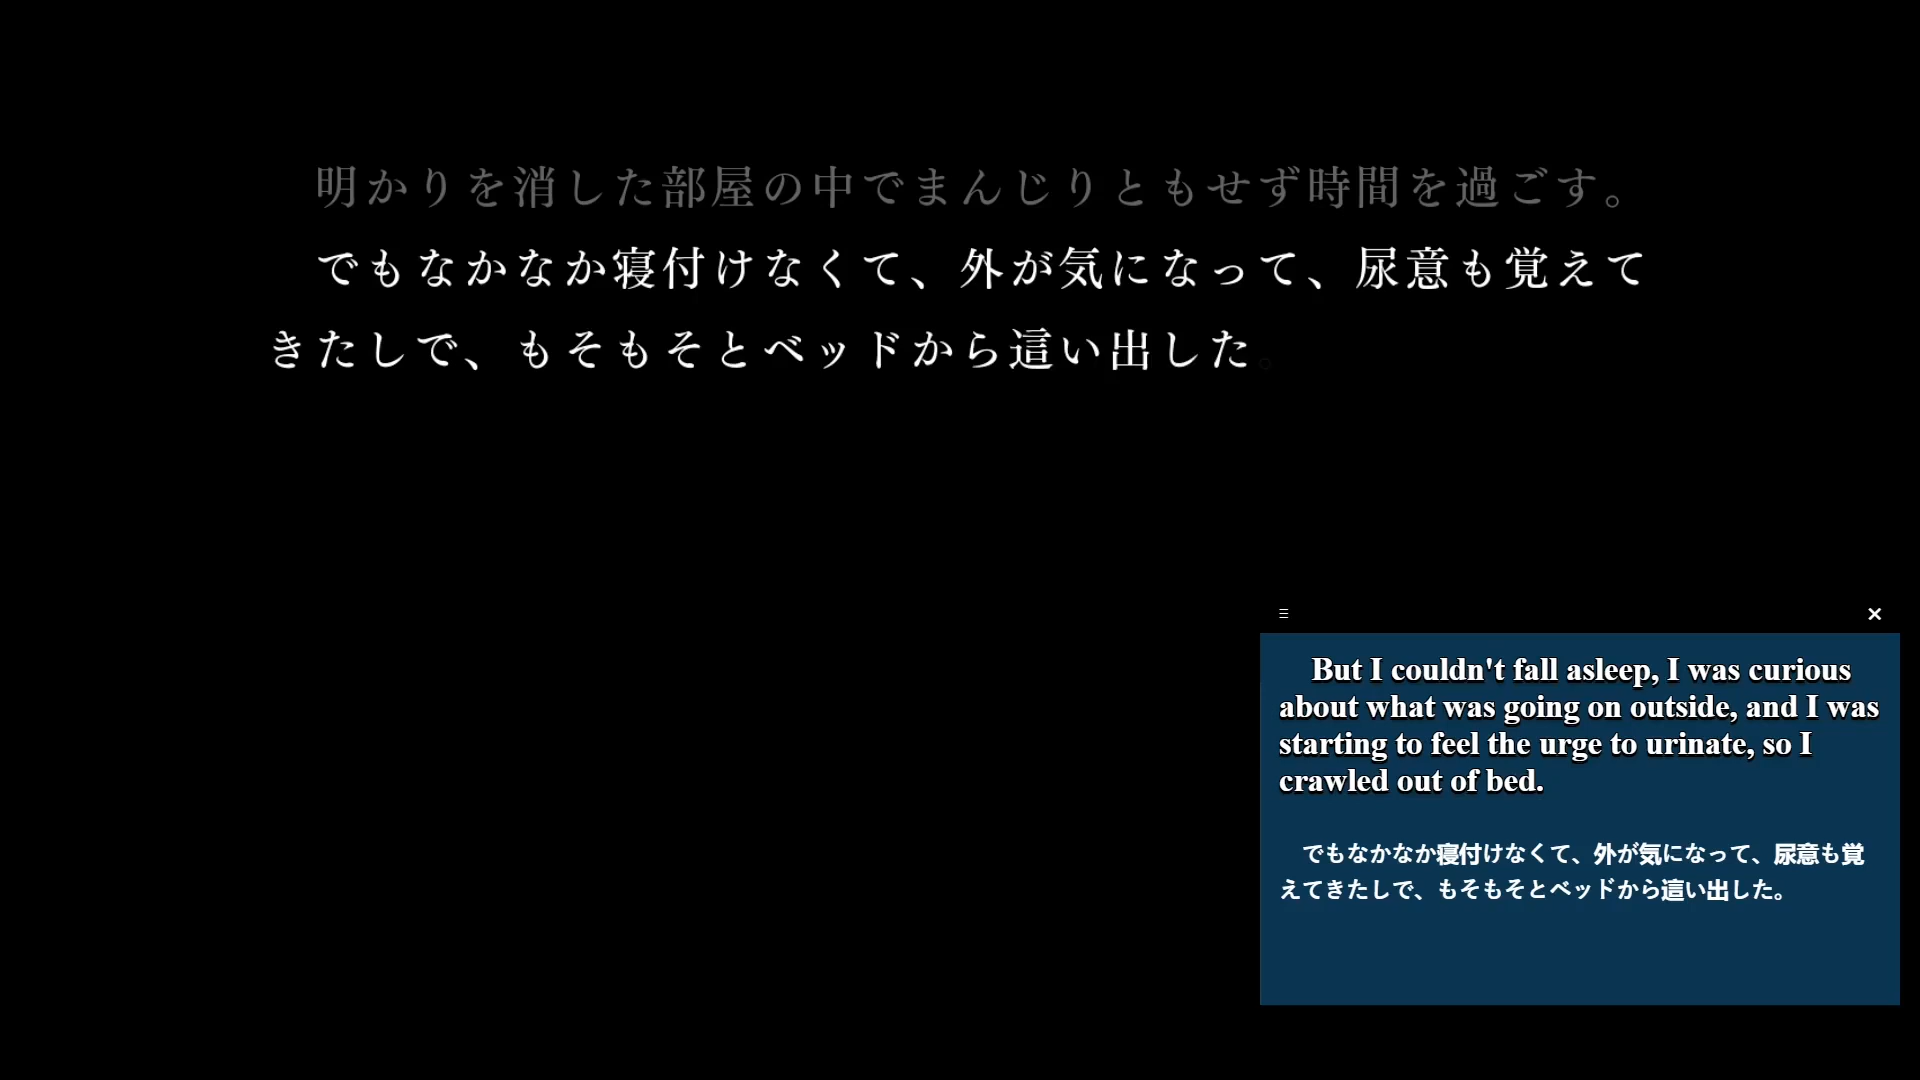 明かりを消した部屋の中でまんじりともせず時間を過ごす。
でもなかなか寝付けなくて、外が気になって、尿意も覚えて
きたしで、もそもそとベッドから這い出した。
But I couldn't fall asleep, I was curious
about what was going on outside, and I was
starting to feel the urge to urinate, so I
crawled out of bed.
でもなかなか寝付けなくて、外が気になって、尿意も覚
えてきたしで、もそもそとベッドから這い出した。